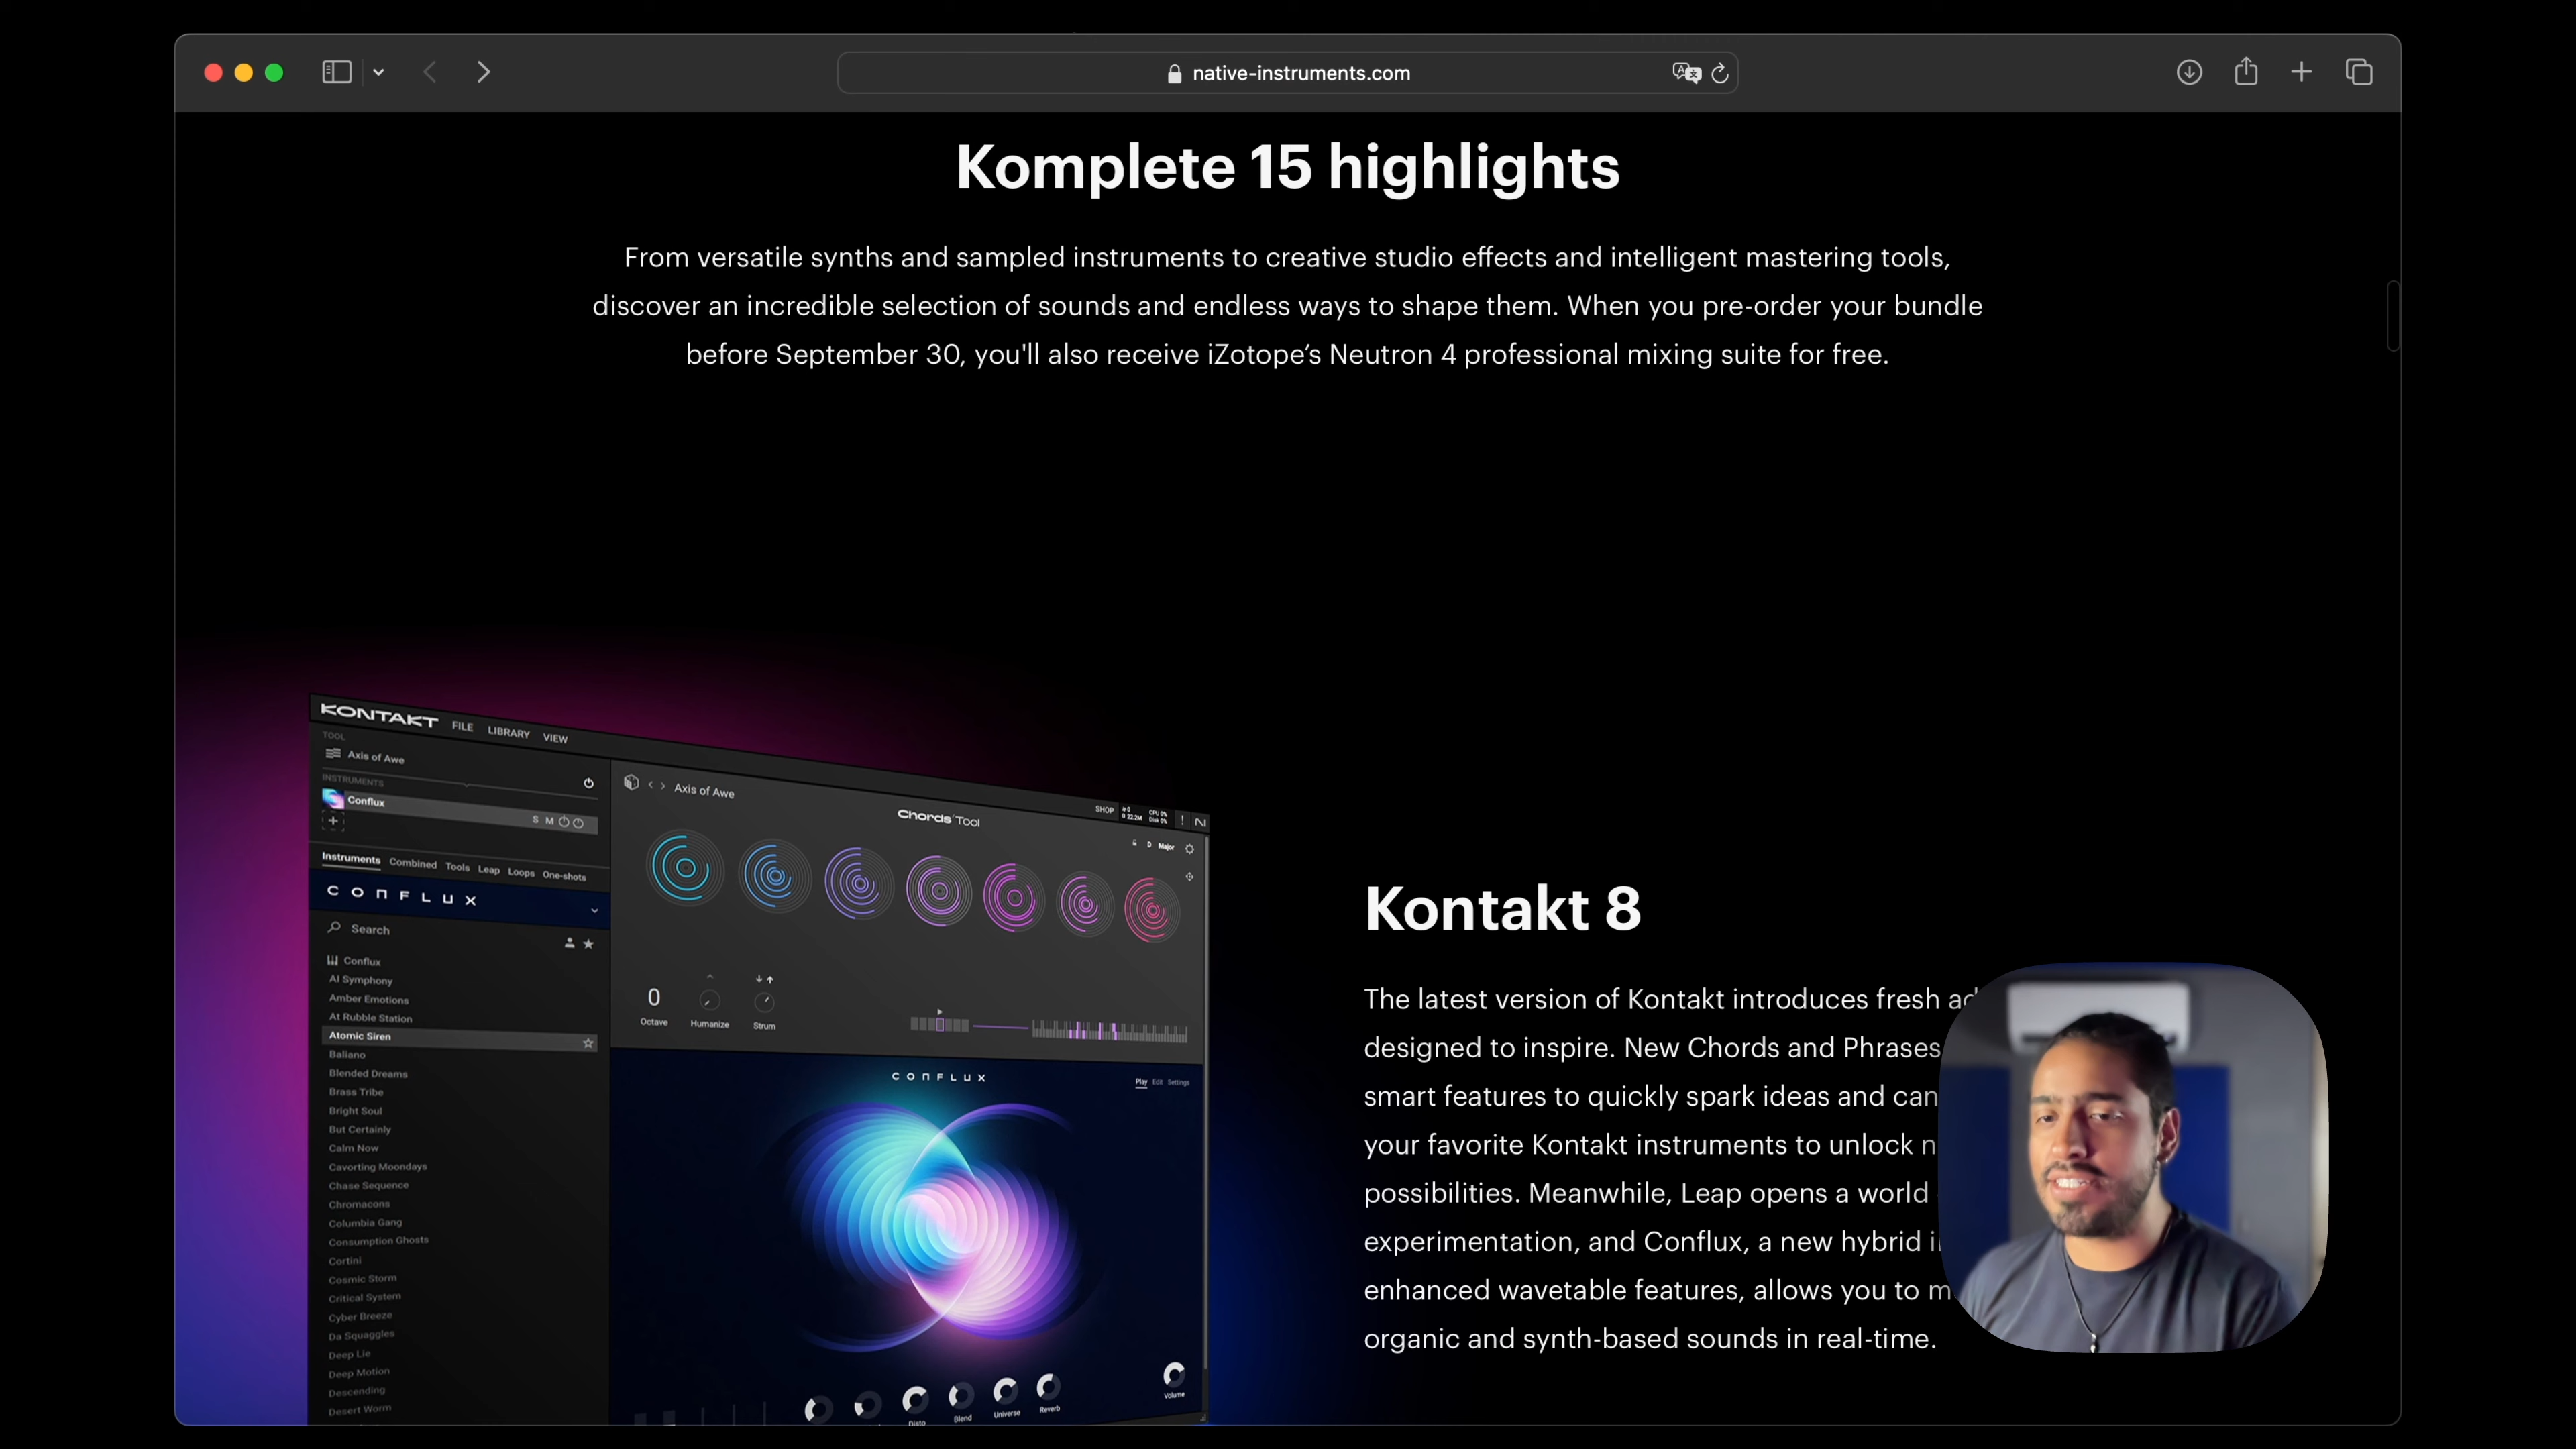 native-instruments.com
Komplete 15 highlights
From versatile synths and sampled instruments to creative studio effects and intelligent mastering tools,
discover an incredible selection of sounds and endless ways to shape them. When you pre-order your bundle
before September 30, you'll also receive iZotope’s Neutron 4 professional mixing suite for free.
KONTAKT FILE LIBRARY VIEW
TOOL
Axis of Awe
INSTRUMENTS
Conflux
S M
Instruments Combined Tools Leap Loops One-shots
CONFLUX
Search
Conflux
AI Symphony
Amber Emotions
At Rubble Station
Atomic Siren
Baliano
Blended Dreams
Brass Tribe
Bright Soul
But Certainly
Calm Now
Cavorting Moondays
Chase Sequence
Chromacons
Columbia Gang
Consumption Ghosts
Cortini
Cosmic Storm
Critical System
Cyber Breeze
Da Squaggles
Deep Lie
Deep Motion
Descending
Desert Worm
Axis of Awe
SHOP
Chords Tool
D Major
0
Octave Humanize Strum
CONFLUX
Play Edit Settings
Disto Blend Universe Reverb
Volume
Kontakt 8
The latest version of Kontakt introduces fresh
designed to inspire. New Chords and Phrases
smart features to quickly spark ideas and can
your favorite Kontakt instruments to unlock
possibilities. Meanwhile, Leap opens a world
experimentation, and Conflux, a new hybrid
enhanced wavetable features, allows you to
organic and synth-based sounds in real-time.